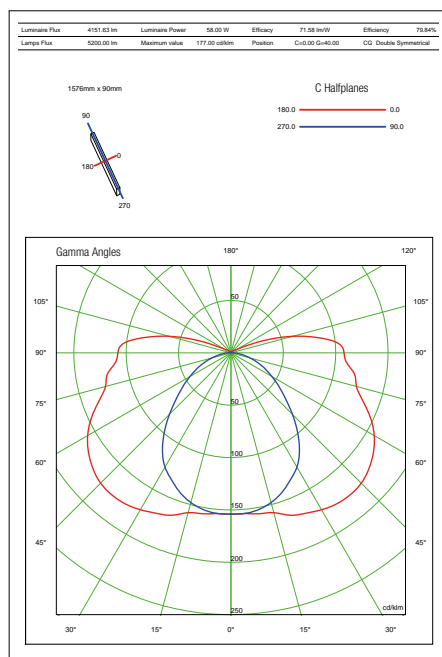 Luminaire Flux 4151.63 lm Luminaire Power 58.00 W Efficacy 71.58 lm/W Efficiency 79.84%
Lamps Flux 5200.00 lm Maximum value 177.00 cd/klm Position C=0.00 G=40.00 CG Double Symmetrical
1576mm x 90mm
C Halfplanes
180.0 0.0
270.0 90.0
90
0
180
270
Gamma Angles 180° 120°
105° 105°
50
90° 90°
50
75° 75°
100
60° 60°
150
45° 45°
200
250 cd/klm
30° 15° 0° 15° 30°